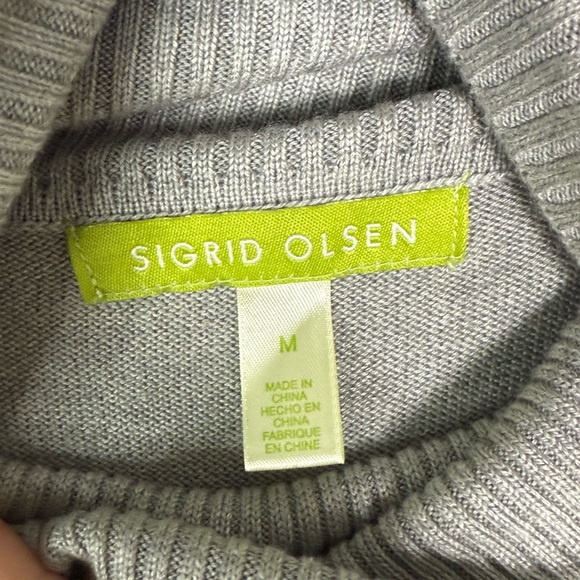 SIGRID OLSEN
M
MADE IN
CHINA
HECHO EN
CHINA
FABRIQUE
EN CHINE